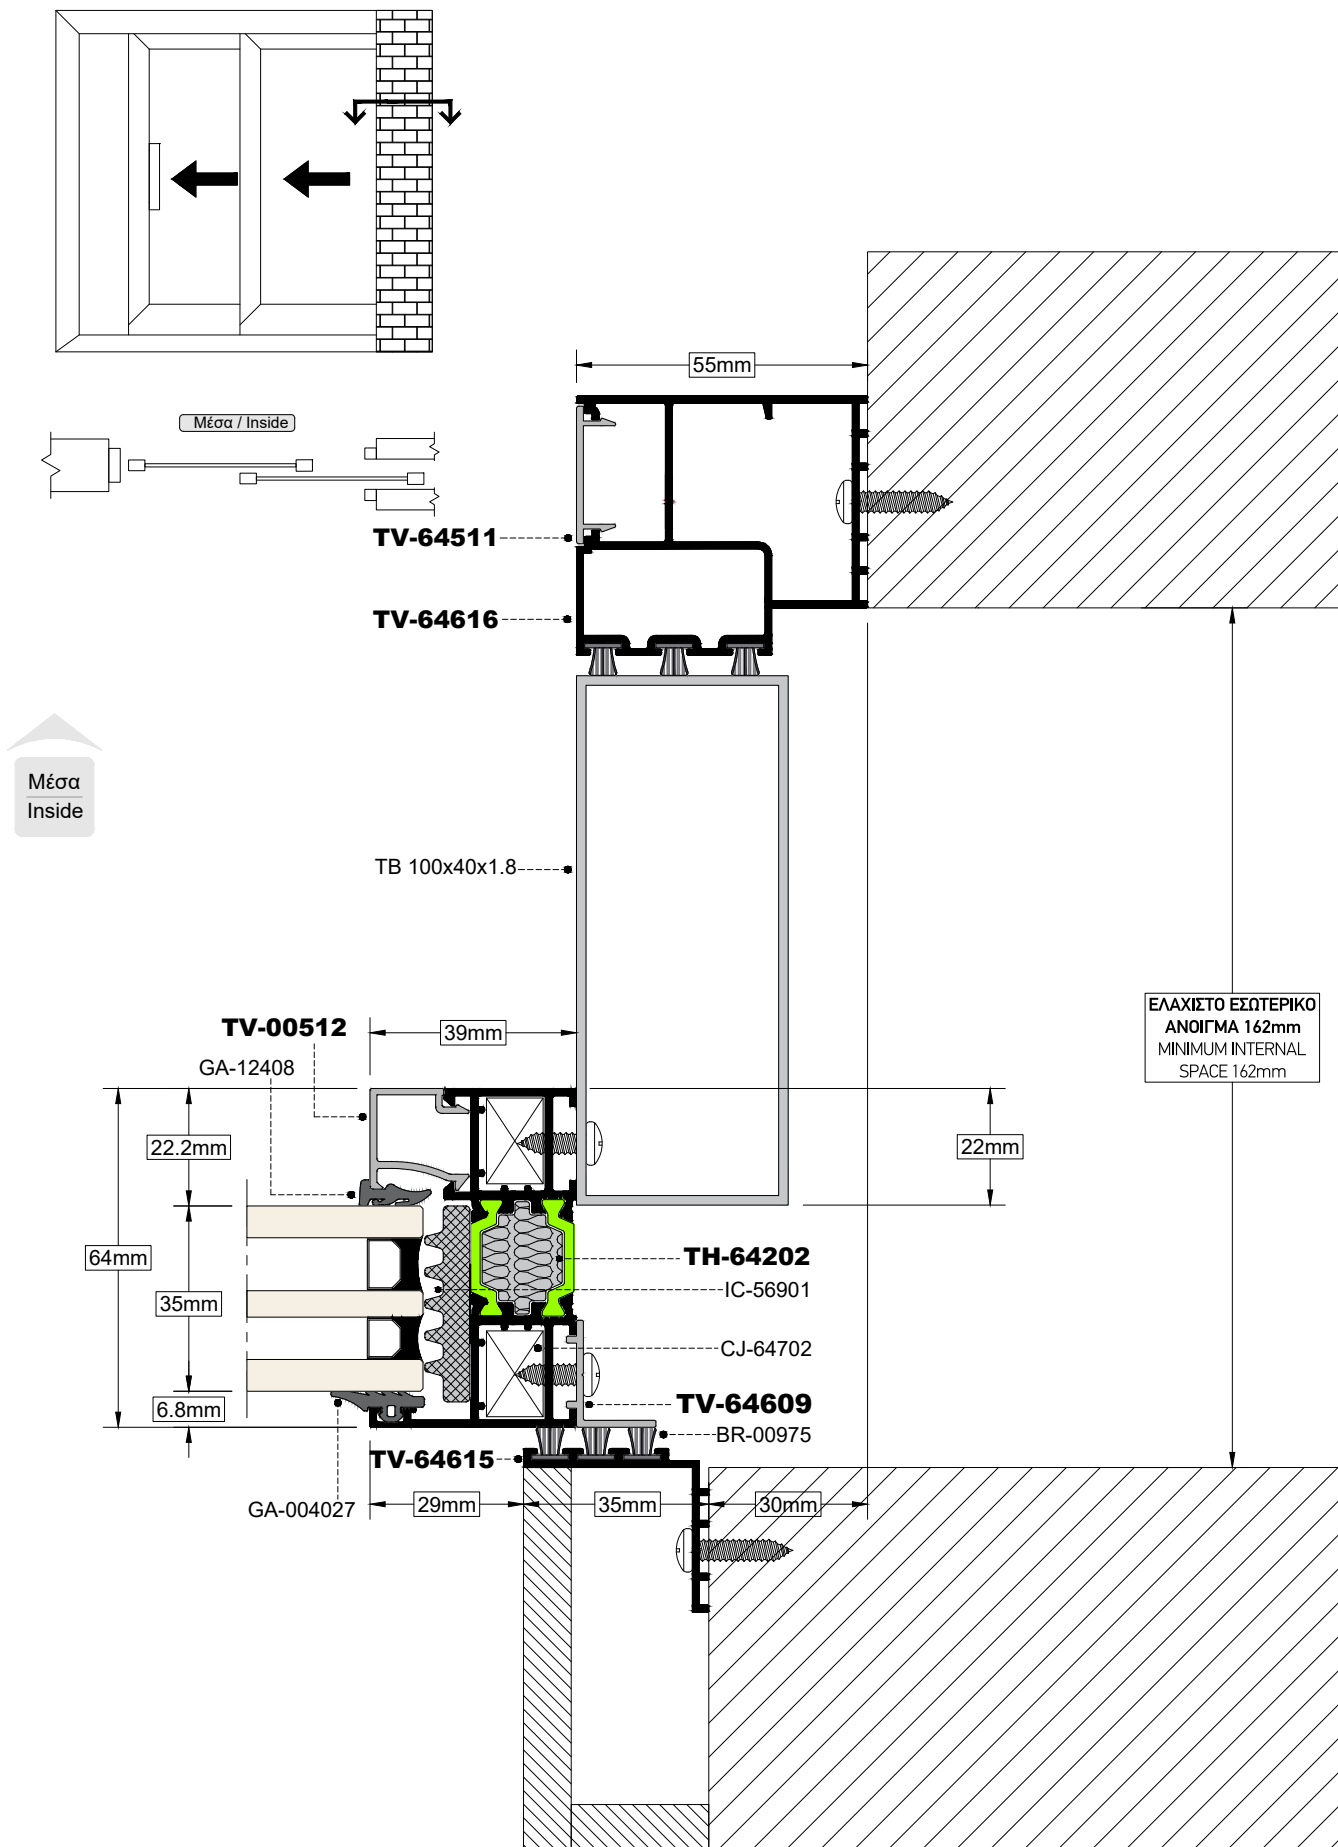 Μέσα / Inside
55mm
TV-64511
TV-64616
Μέσα
Inside
TB 100x40x1.8
TV-00512
39mm
GA-12408
ΕΛΑΧΙΣΤΟ ΕΣΩΤΕΡΙΚΟ
ΑΝΟΙΓΜΑ 162mm
MINIMUM INTERNAL
SPACE 162mm
22.2mm
22mm
64mm
TH-64202
IC-56901
35mm
CJ-64702
TV-64609
6.8mm
BR-00975
TV-64615
GA-004027
29mm
35mm
30mm